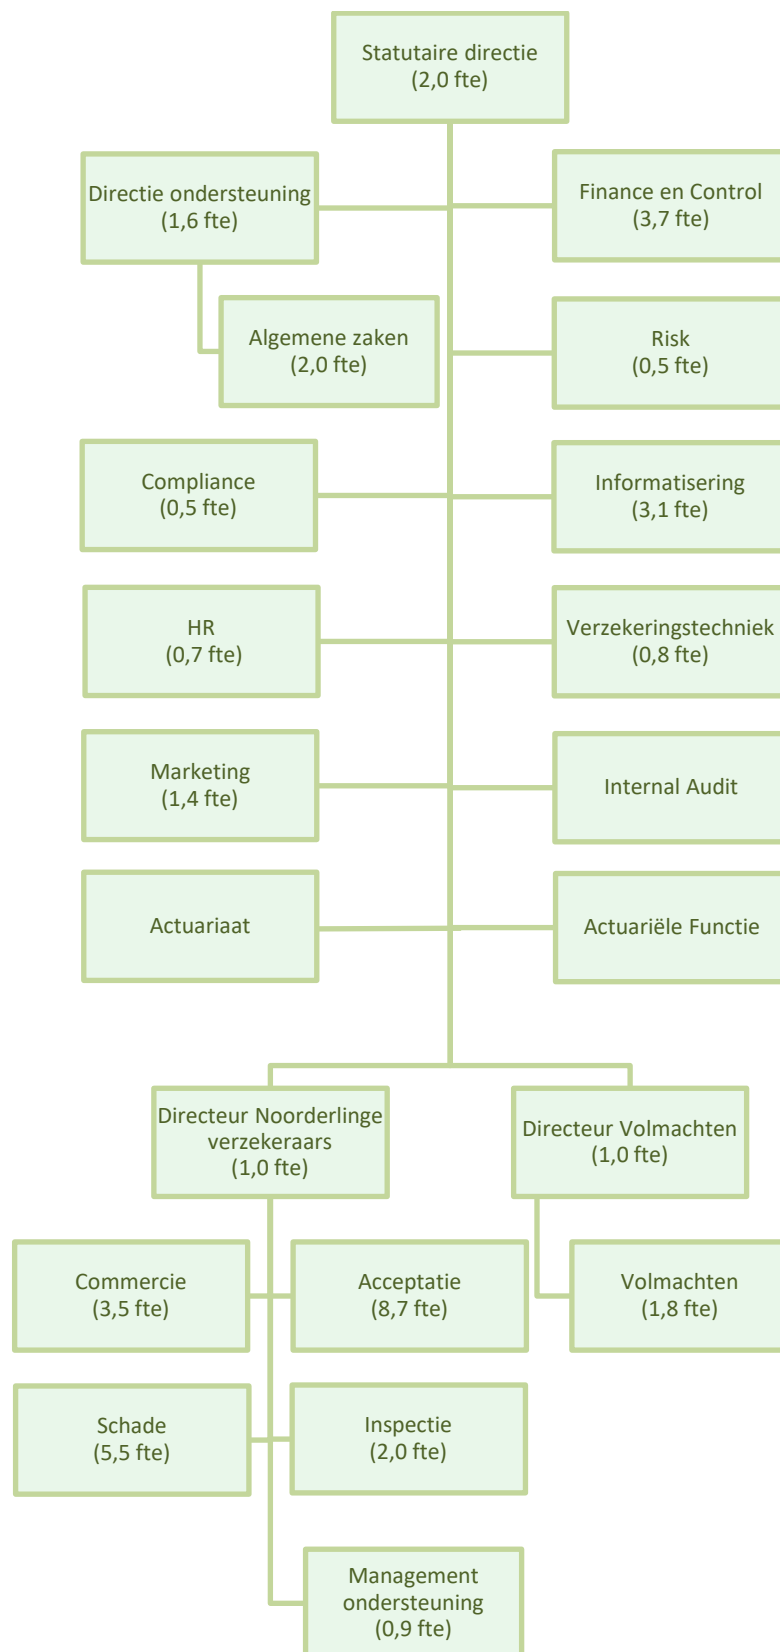 Statutaire directie
(2,0 fte)
Directie ondersteuning
(1,6 fte)
Finance en Control
(3,7 fte)
Algemene zaken
(2,0 fte)
Risk
(0,5 fte)
Compliance
(0,5 fte)
Informatisering
(3,1 fte)
HR
(0,7 fte)
Verzekeringstechniek
(0,8 fte)
Marketing
(1,4 fte)
Internal Audit
Actuariaat
Actuariële Functie
Directeur Noorderlinge
verzekeraars
(1,0 fte)
Directeur Volmachten
(1,0 fte)
Commercie
(3,5 fte)
Acceptatie
(8,7 fte)
Volmachten
(1,8 fte)
Schade
(5,5 fte)
Inspectie
(2,0 fte)
Management
ondersteuning
(0,9 fte)